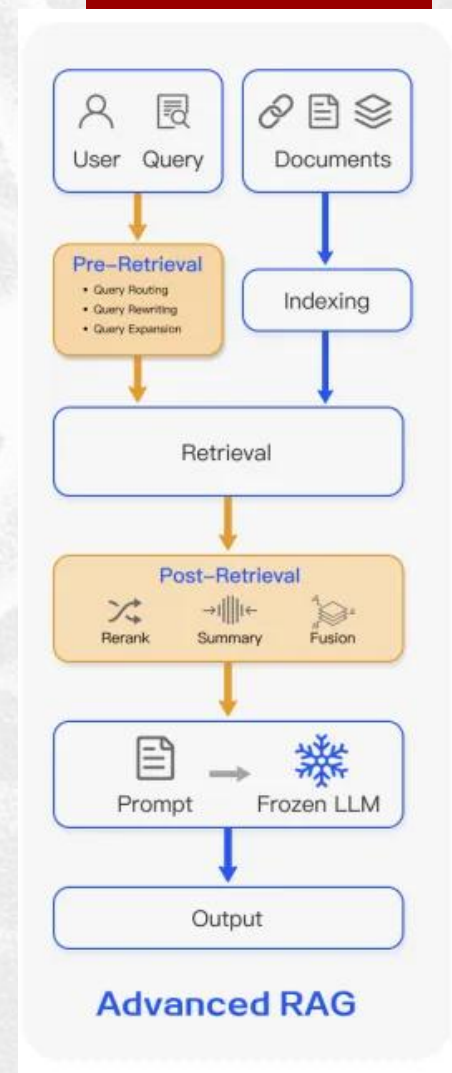 User Query
Documents
Pre-Retrieval
• Query Routing
• Query Rewriting
• Query Expansion
Indexing
Retrieval
Post-Retrieval
Rerank Summary Fusion
Prompt Frozen LLM
Output
Advanced RAG